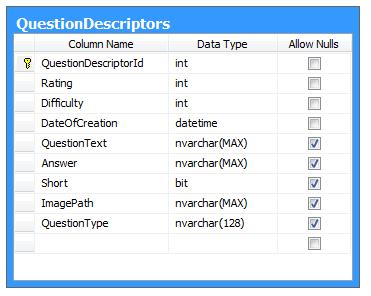 QuestionDescriptors
Column Name Data Type Allow Nulls
QuestionDescriptorId int
Rating int
Difficulty int
DateOfCreation datetime
QuestionText nvarchar(MAX)
Answer nvarchar(MAX)
Short bit
ImagePath nvarchar(MAX)
QuestionType nvarchar(128)